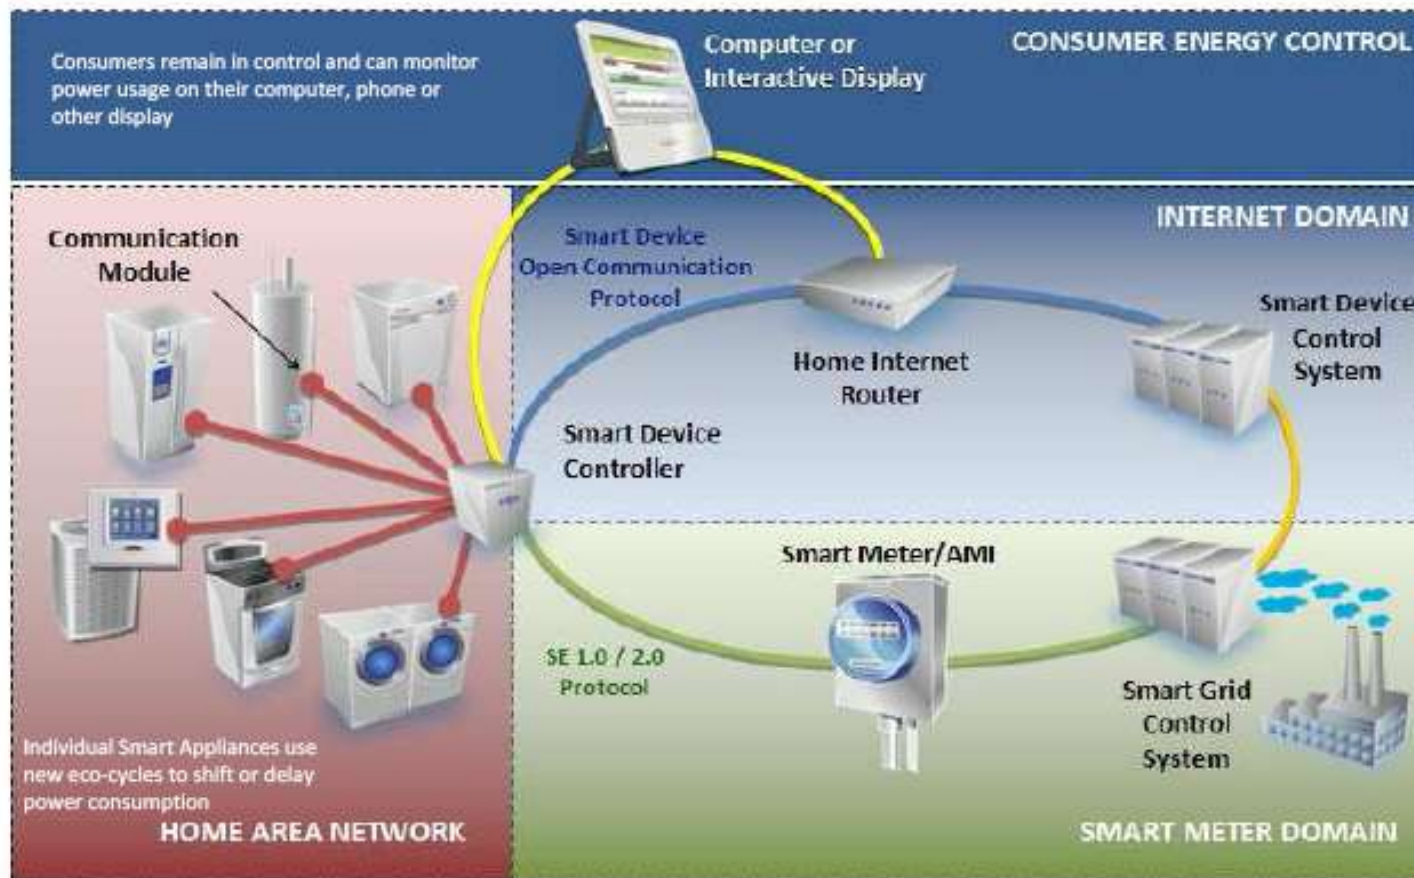 Consumers remain in control and can monitor
power usage on their computer, phone or
other display
Computer or
Interactive Display
CONSUMER ENERGY CONTROL
INTERNET DOMAIN
Communication
Module
Smart Device
Open Communication
Protocol
Home Internet
Router
Smart Device
Control
System
Smart Device
Controller
Smart Meter/AMI
SE 1.0 / 2.0
Protocol
Smart Grid
Control
System
Individual Smart Appliances use
new eco-cycles to shift or delay
power consumption
HOME AREA NETWORK
SMART METER DOMAIN